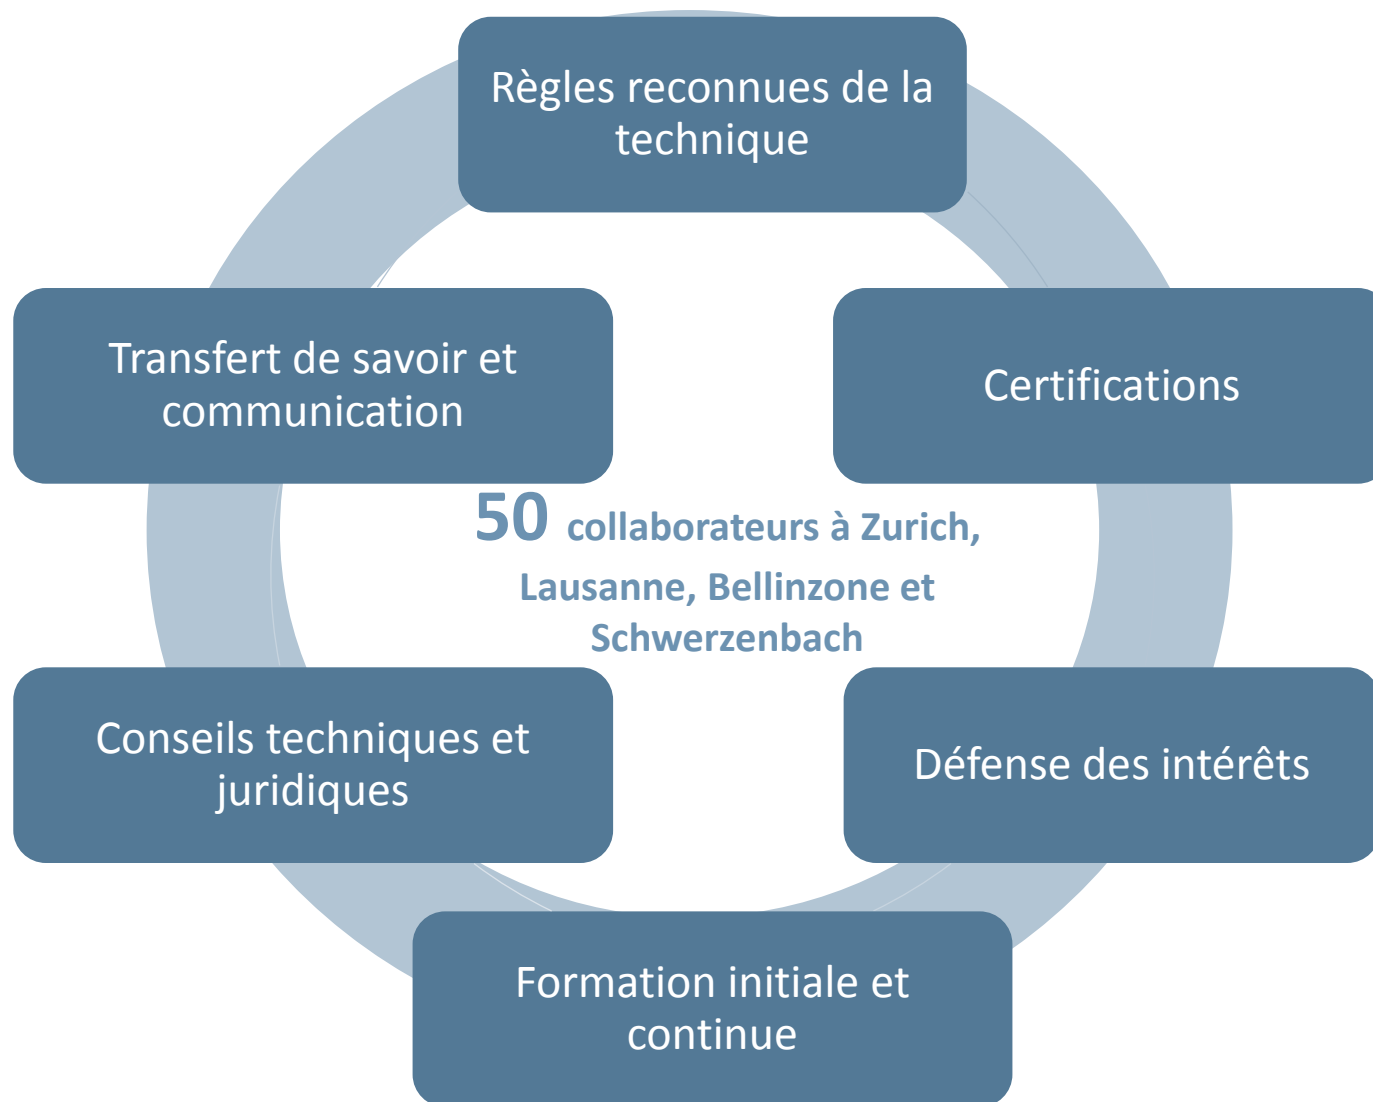 Règles reconnues de la
technique
Transfert de savoir et
communication
Certifications
50 collaborateurs à Zurich,
Lausanne, Bellinzone et
Schwerzenbach
Conseils techniques et
juridiques
Défense des intérêts
Formation initiale et
continue